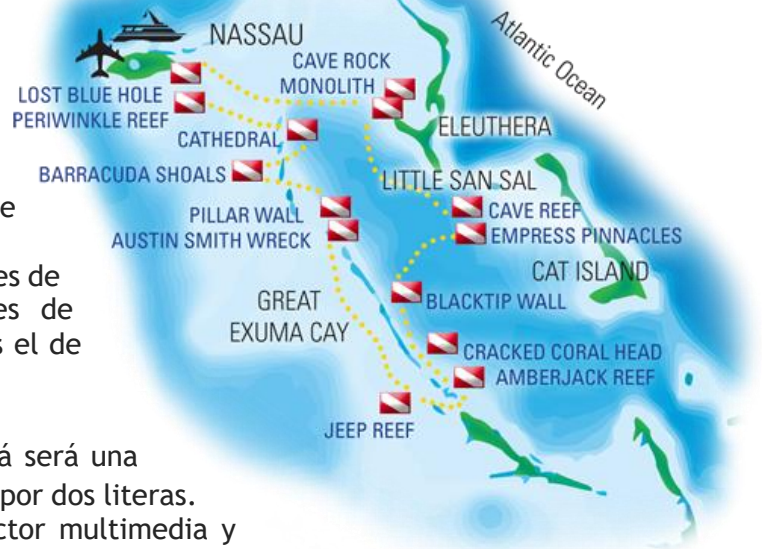 NASSAU
Atlantic Ocean
CAVE ROCK
MONOLITH
LOST BLUE HOLE
PERIWINKLE REEF
ELEUTHERA
CATHEDRAL
BARRACUDA SHOALS
LITTLE SAN SAL
PILLAR WALL
CAVE REEF
AUSTIN SMITH WRECK
EMPRESS PINNACLES
CAT ISLAND
BLACKTIP WALL
GREAT
EXUMA CAY
CRACKED CORAL HEAD
AMBERJACK REEF
JEEP REEF
e
es de
es de
s el de
á será una
por dos literas.
ctor multimedia y